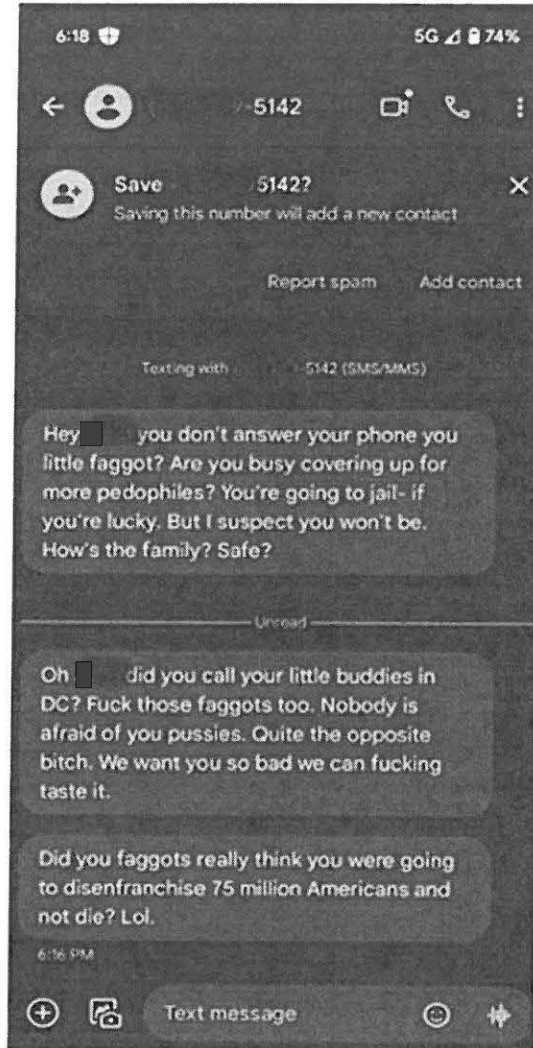 6:18
5G 74%
-5142
Save 5142?
Saving this number will add a new contact
Report spam Add contact
Texting with 5142 (SMS/MMS)
Hey you don't answer your phone you
little faggot? Are you busy covering up for
more pedophiles? You're going to jail- if
you're lucky. But I suspect you won't be.
How's the family? Safe?
Unread
Oh did you call your little buddies in
DC? Fuck those faggots too. Nobody is
afraid of you pussies. Quite the opposite
bitch. We want you so bad we can fucking
taste it.
Did you faggots really think you were going
to disenfranchise 75 million Americans and
not die? Lol.
6:16 PM
Text message